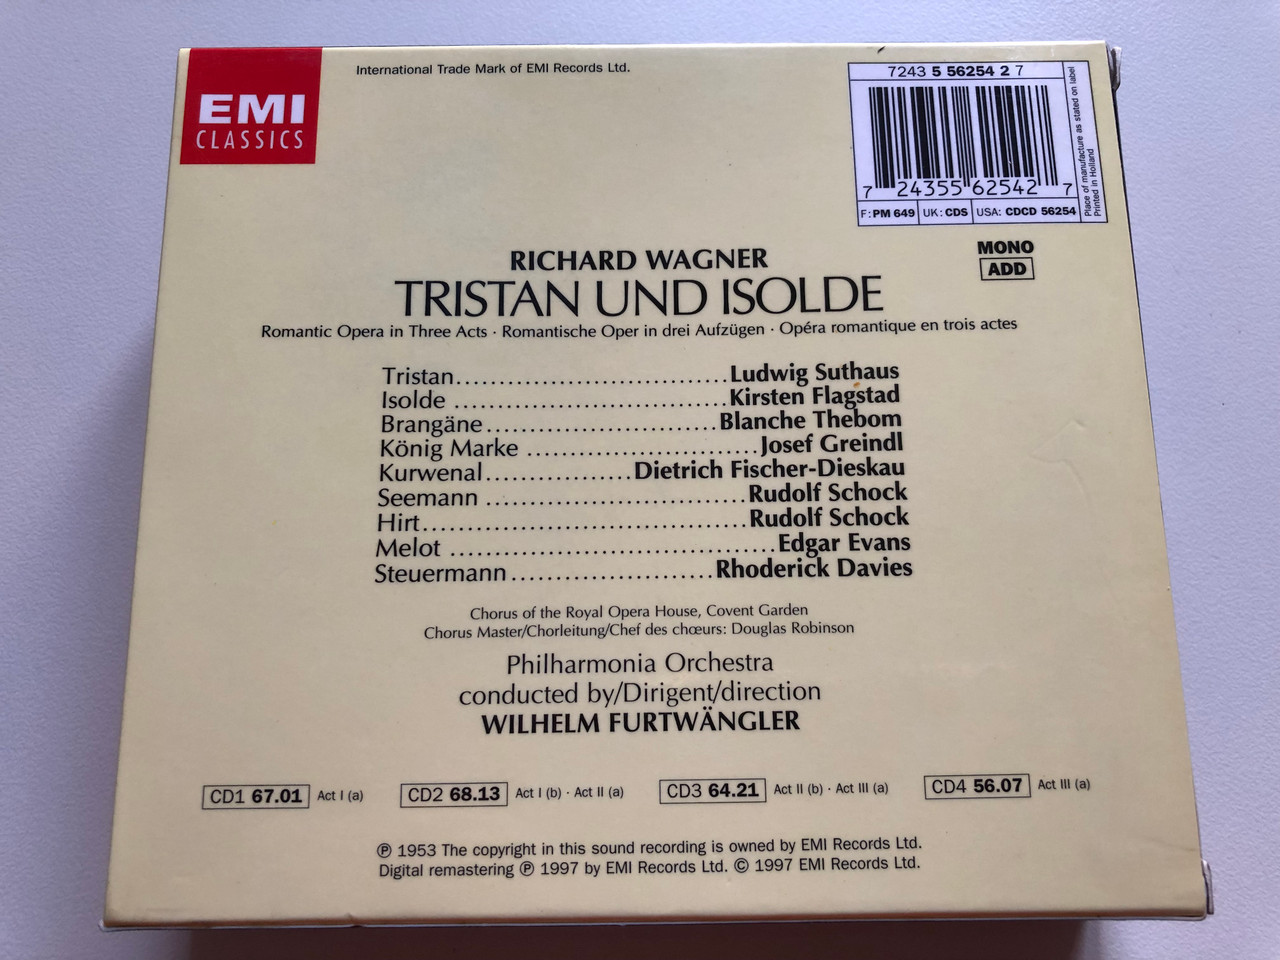 EMI
CLASSICS
International Trade Mark of EMI Records Ltd.
7243 5 56254 2 7
7 24355 62542 7
F: PM 649 UK: CDS USA: CDCD 56254
Place of manufacture as stated on label
Printed in Holland
MONO
ADD
RICHARD WAGNER
TRISTAN UND ISOLDE
Romantic Opera in Three Acts · Romantische Oper in drei Aufzügen · Opéra romantique en trois actes
Tristan............................Ludwig Suthaus
Isolde ............................Kirsten Flagstad
Brangäne........................Blanche Thebom
König Marke ........................Josef Greindl
Kurwenal................Dietrich Fischer-Dieskau
Seemann ...........................Rudolf Schock
Hirt..................................Rudolf Schock
Melot ..................................Edgar Evans
Steuermann.....................Rhoderick Davies
Chorus of the Royal Opera House, Covent Garden
Chorus Master/Chorleitung/Chef des chœurs: Douglas Robinson
Philharmonia Orchestra
conducted by/Dirigent/direction
WILHELM FURTWÄNGLER
CD1 67.01 Act I (a) CD2 68.13 Act I (b) · Act II (a) CD3 64.21 Act II (b) · Act III (a) CD4 56.07 Act III (a)
℗ 1953 The copyright in this sound recording is owned by EMI Records Ltd.
Digital remastering ℗ 1997 by EMI Records Ltd. © 1997 EMI Records Ltd.